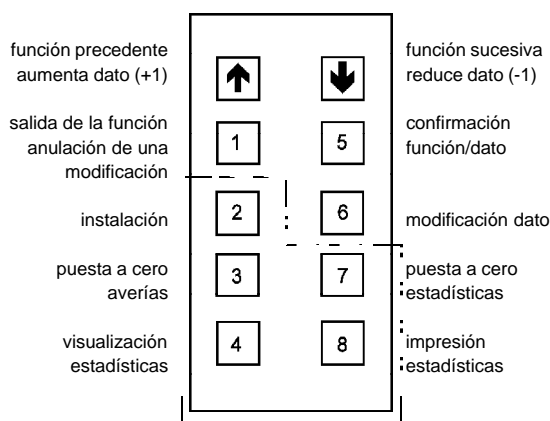 función precedente
aumenta dato (+1)
función sucesiva
reduce dato (-1)
salida de la función
anulación de una
modificación
1
5
confirmación
función/dato
instalación
2
6
modificación dato
puesta a cero
averías
3
7
puesta a cero
estadísticas
visualización
estadísticas
4
8
impresión
estadísticas